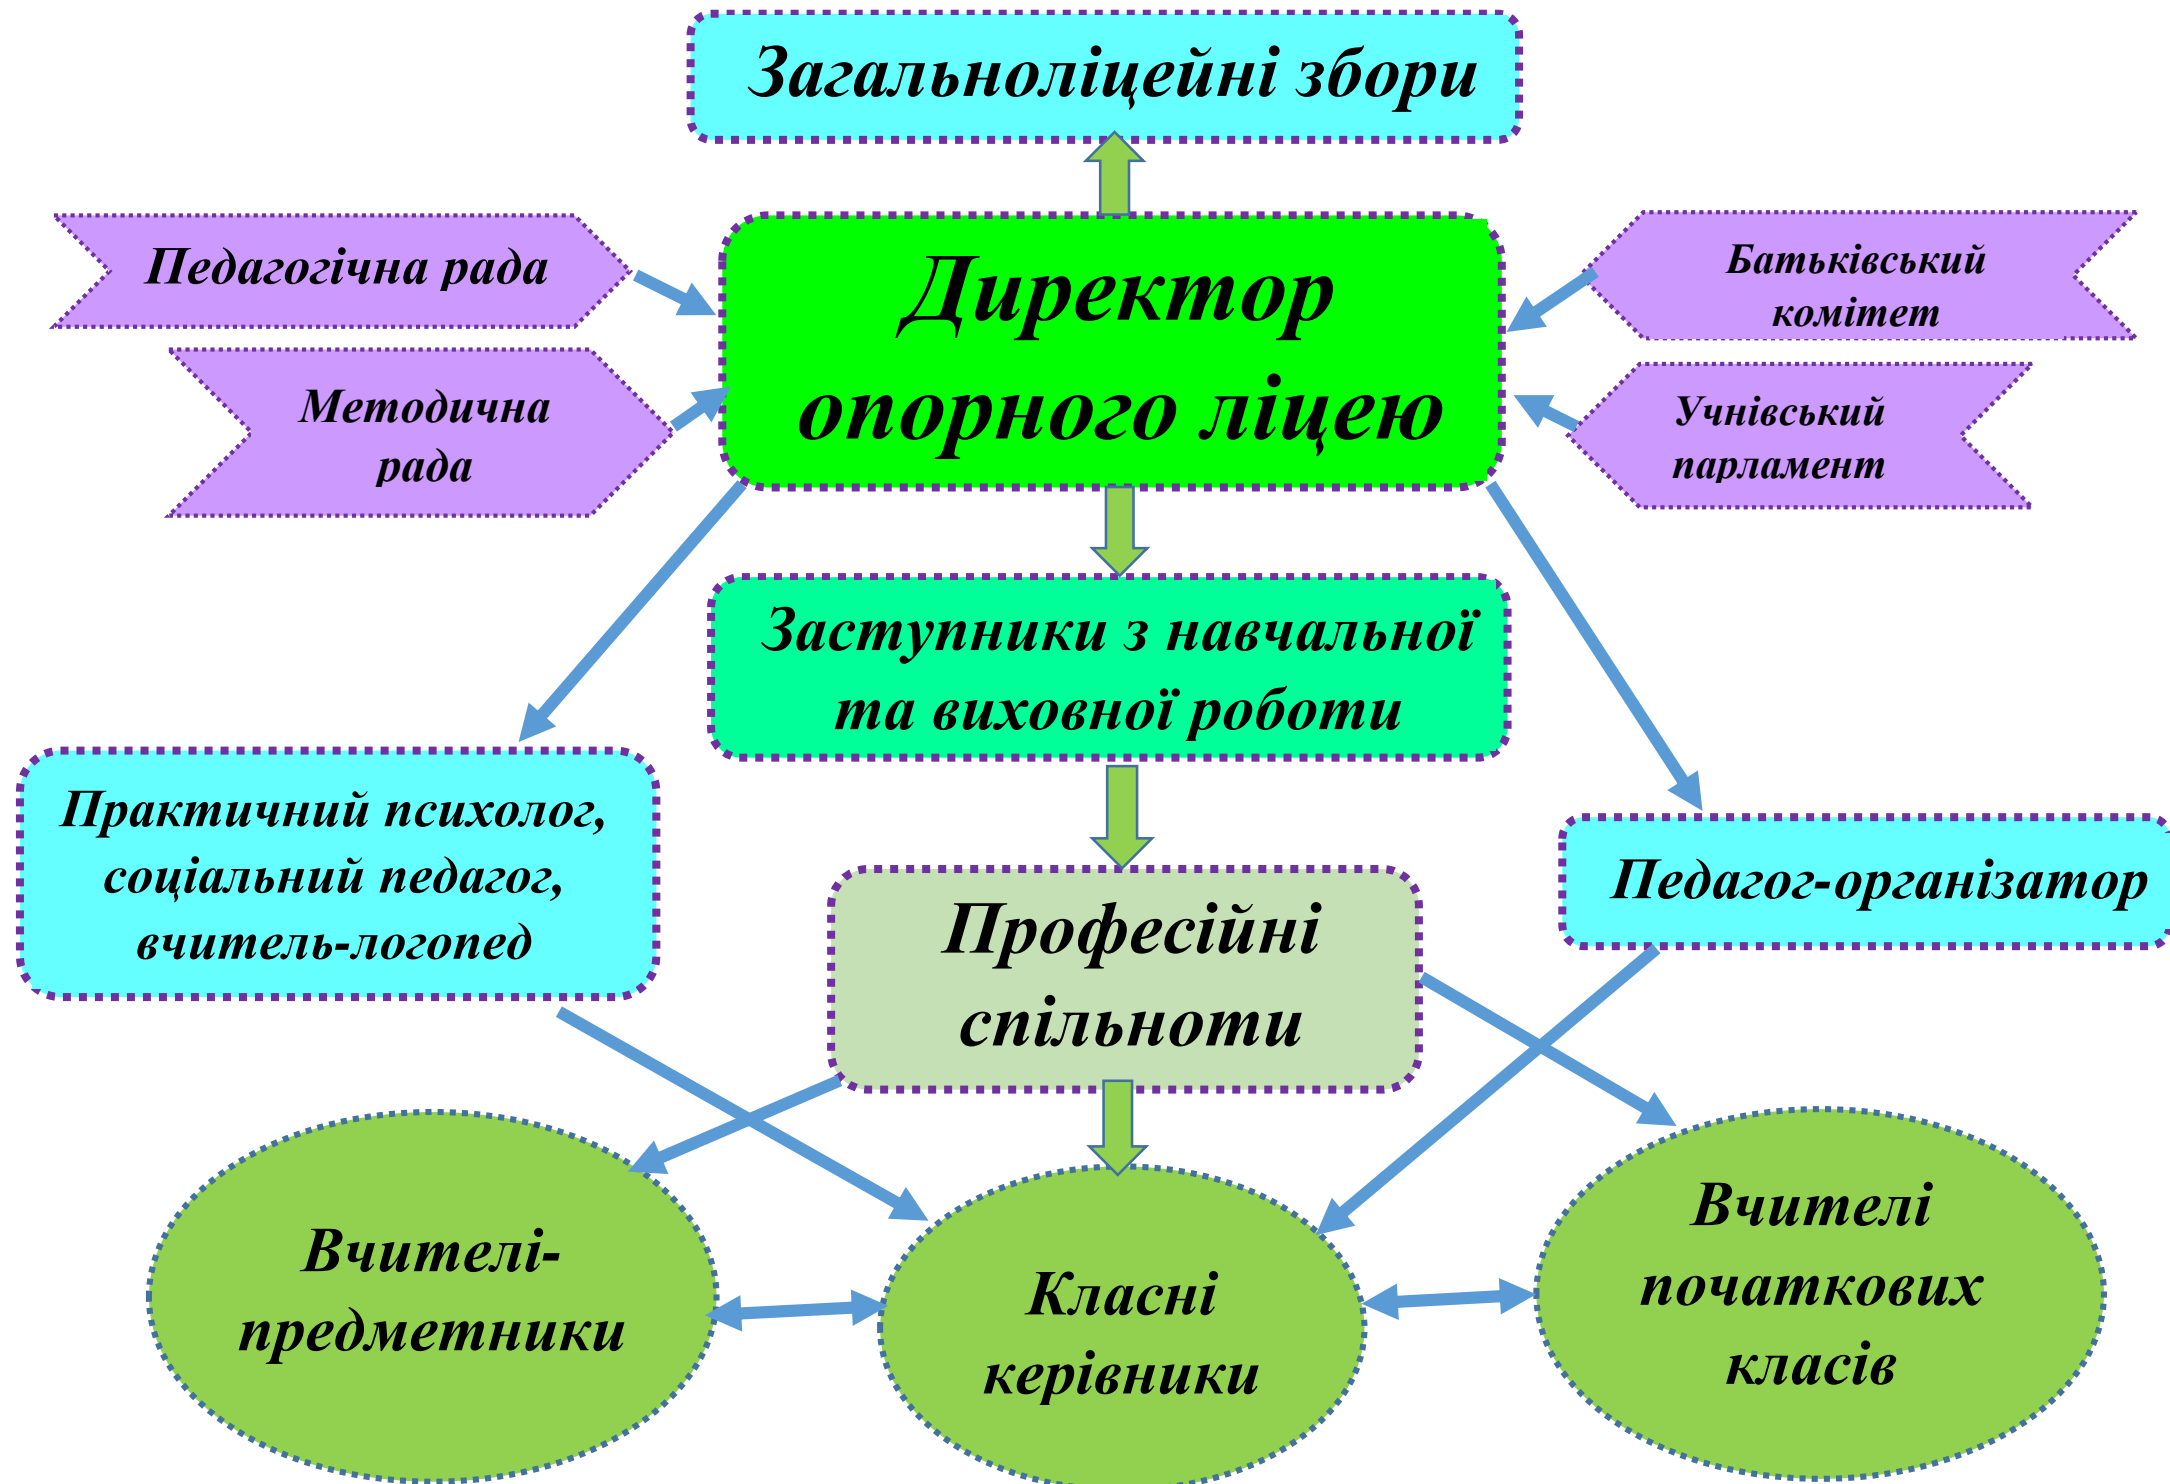 Загальноліцейні збори
Педагогічна рада
Директор
опорного ліцею
Батьківський
комітет
Методична
рада
Учнівський
парламент
Заступники з навчальної
та виховної роботи
Практичний психолог,
соціальний педагог,
вчитель-логопед
Професійні
спільноти
Педагог-організатор
Вчителі-
предметники
Класні
керівники
Вчителі
початкових
класів